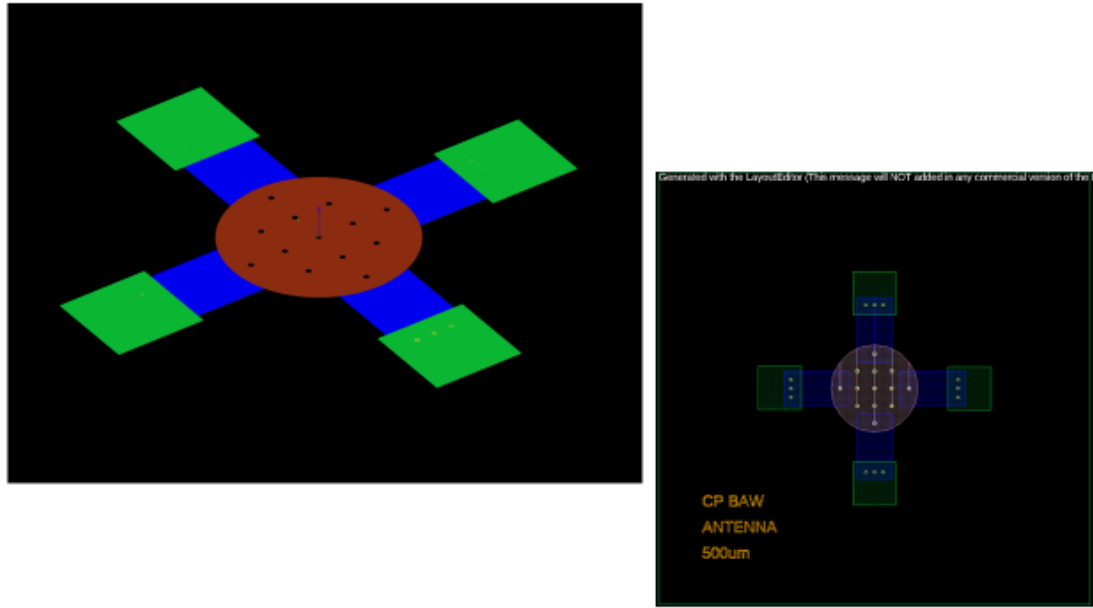 Generated with the LayoutEditor (This message will NOT added in any commercial version of the
CP BAW
ANTENNA
500um